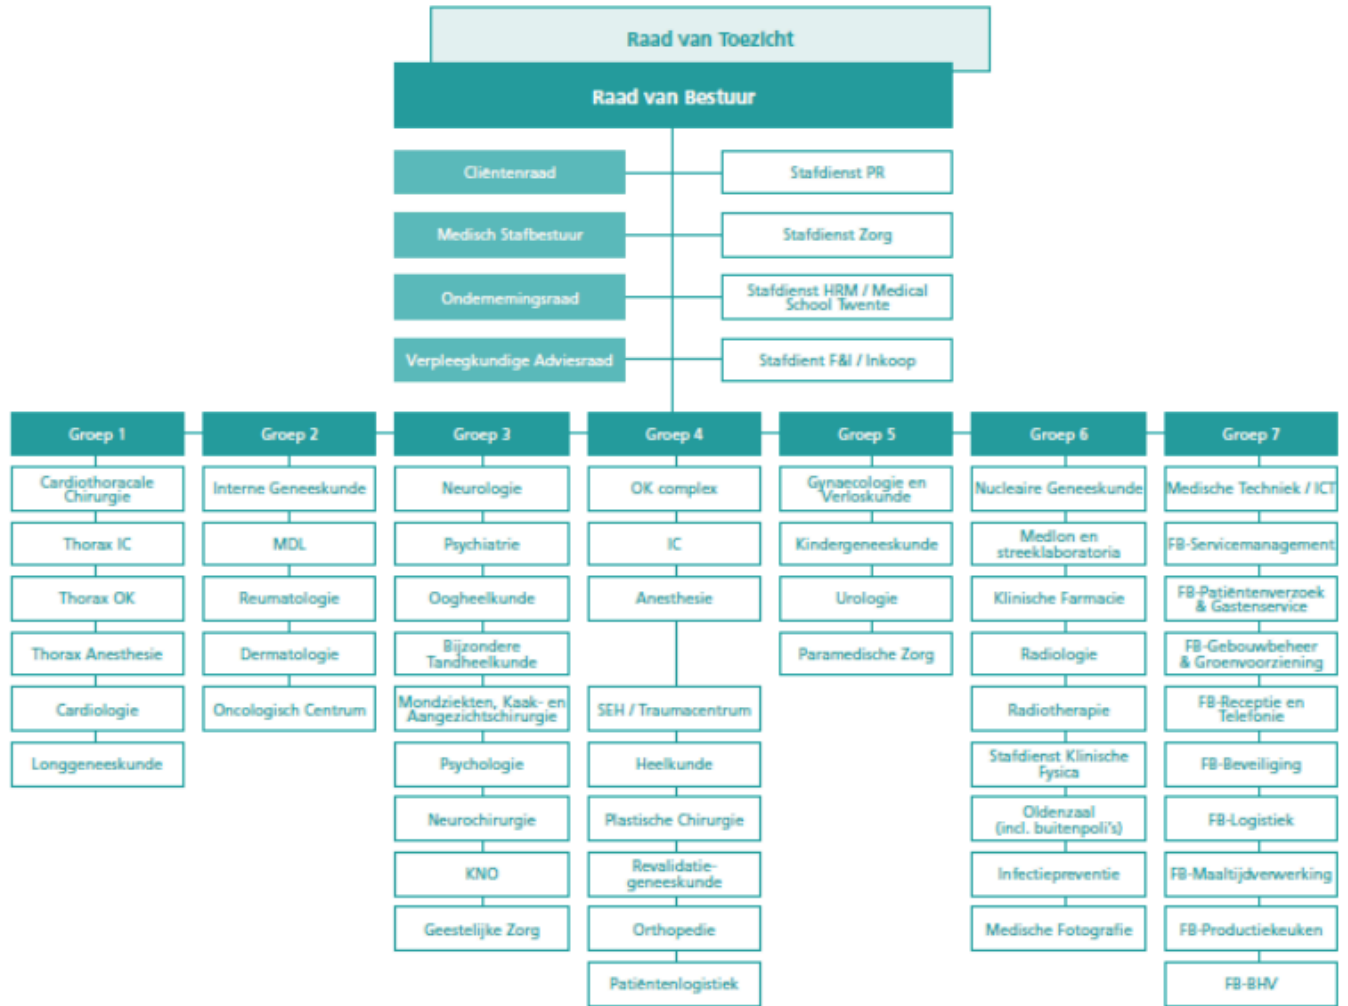 Raad van Toezicht
Raad van Bestuur
Cliëntenraad
Stafdienst PR
Medisch Stafbestuur
Stafdienst Zorg
Ondernemingsraad
Stafdienst HRM / Medical
School Twente
Verpleegkundige Adviesraad
Stafdient F&I / Inkoop
Groep 1
Cardiothoracale
Chirurgie
Thorax IC
Thorax OK
Thorax Anesthesie
Cardiologie
Longgeneeskunde
Groep 2
Interne Geneeskunde
MDL
Reumatologie
Dermatologie
Oncologisch Centrum
Groep 3
Neurologie
Psychiatrie
Oogheelkunde
Bijzondere
Tandheelkunde
Mondziekten, Kaak- en
Aangezichtschirurgie
Psychologie
Neurochirurgie
KNO
Geestelijke Zorg
Groep 4
OK complex
IC
Anesthesie
SEH / Traumacentrum
Heelkunde
Plastische Chirurgie
Revalidatie-
geneeskunde
Orthopedie
Patiëntenlogistiek
Groep 5
Gynaecologie en
Verloskunde
Kindergeneeskunde
Urologie
Paramedische Zorg
Groep 6
Nucleaire Geneeskunde
Medlon en
streeklaboratoria
Klinische Farmacie
Radiologie
Radiotherapie
Stafdienst Klinische
Fysica
Oldenzaal
(incl. buitenpoli's)
Infectiepreventie
Medische Fotografie
Groep 7
Medische Techniek / ICT
FB-Servicemanagement
FB-Patiëntenverzoek
& Gastenservice
FB-Gebouwbeheer
& Groenvoorziening
FB-Receptie en
Telefonie
FB-Beveiliging
FB-Logistiek
FB-Maaltijdverwerking
FB-Productiekeuken
FB-BHV